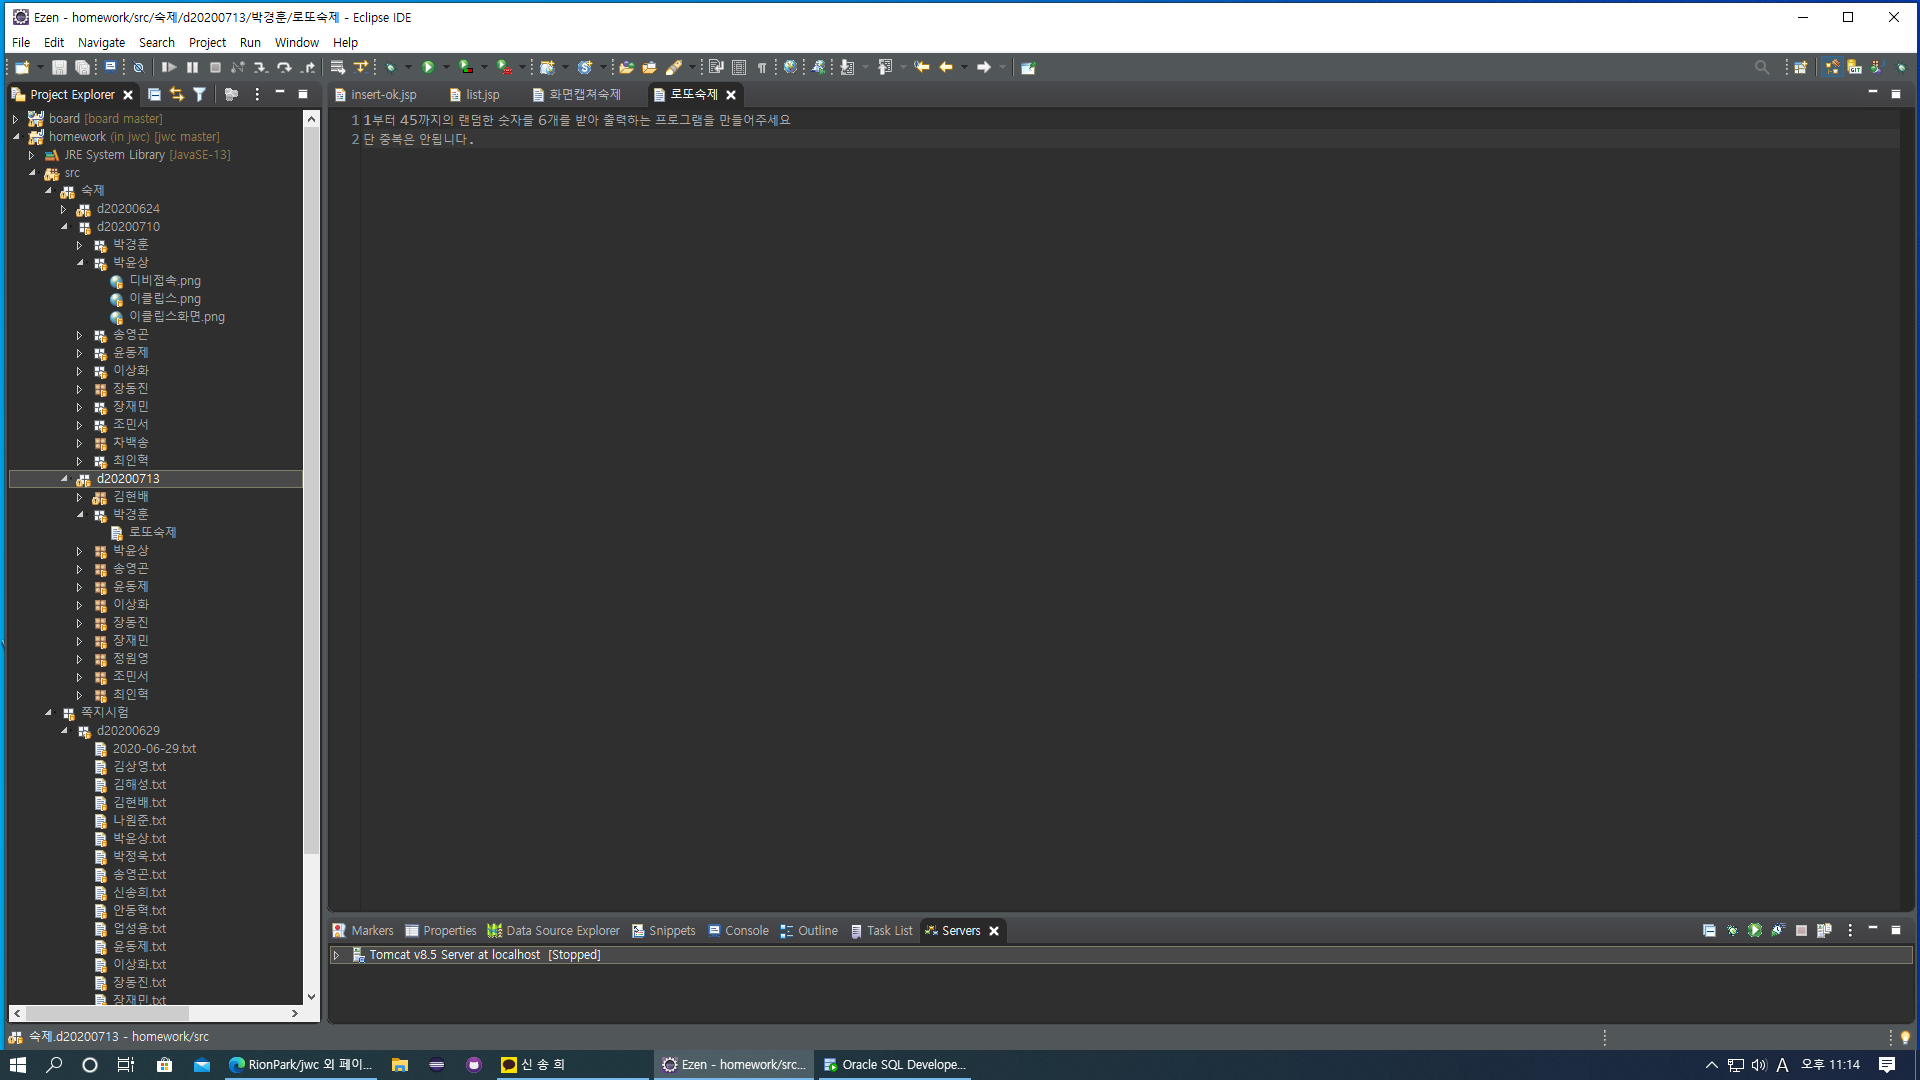 Ezen - homework/src/숙제/d20200713/박경훈/로또숙제 - Eclipse IDE
File Edit Navigate Search Project Run Window Help
Project Explorer
board [board master]
homework (in jwc) [jwc master]
JRE System Library [JavaSE-13]
src
숙제
d20200624
d20200710
박경훈
박윤상
디비접속.png
이클립스.png
이클립스화면.png
송영곤
윤동제
이상화
장동진
장재민
조민서
차백송
최인혁
d20200713
김현배
박경훈
로또숙제
박윤상
송영곤
윤동제
이상화
장동진
장재민
정원영
조민서
최인혁
쪽지시험
d20200629
2020-06-29.txt
김상영.txt
김해성.txt
김현배.txt
나원준.txt
박윤상.txt
박정욱.txt
송영곤.txt
신송희.txt
안동혁.txt
업성용.txt
윤동제.txt
이상화.txt
장동진.txt
장재민.txt
insert-ok.jsp list.jsp 화면캡쳐숙제 로또숙제
1 1부터 45까지의 랜덤한 숫자를 6개를 받아 출력하는 프로그램을 만들어주세요
2 단 중복은 안됩니다.
Markers Properties Data Source Explorer Snippets Console Outline Task List Servers
Tomcat v8.5 Server at localhost [Stopped]
숙제.d20200713 - homework/src
RionPark/jwc 외 페이... 신 송 희 Ezen - homework/src... Oracle SQL Develope... A 오후 11:14